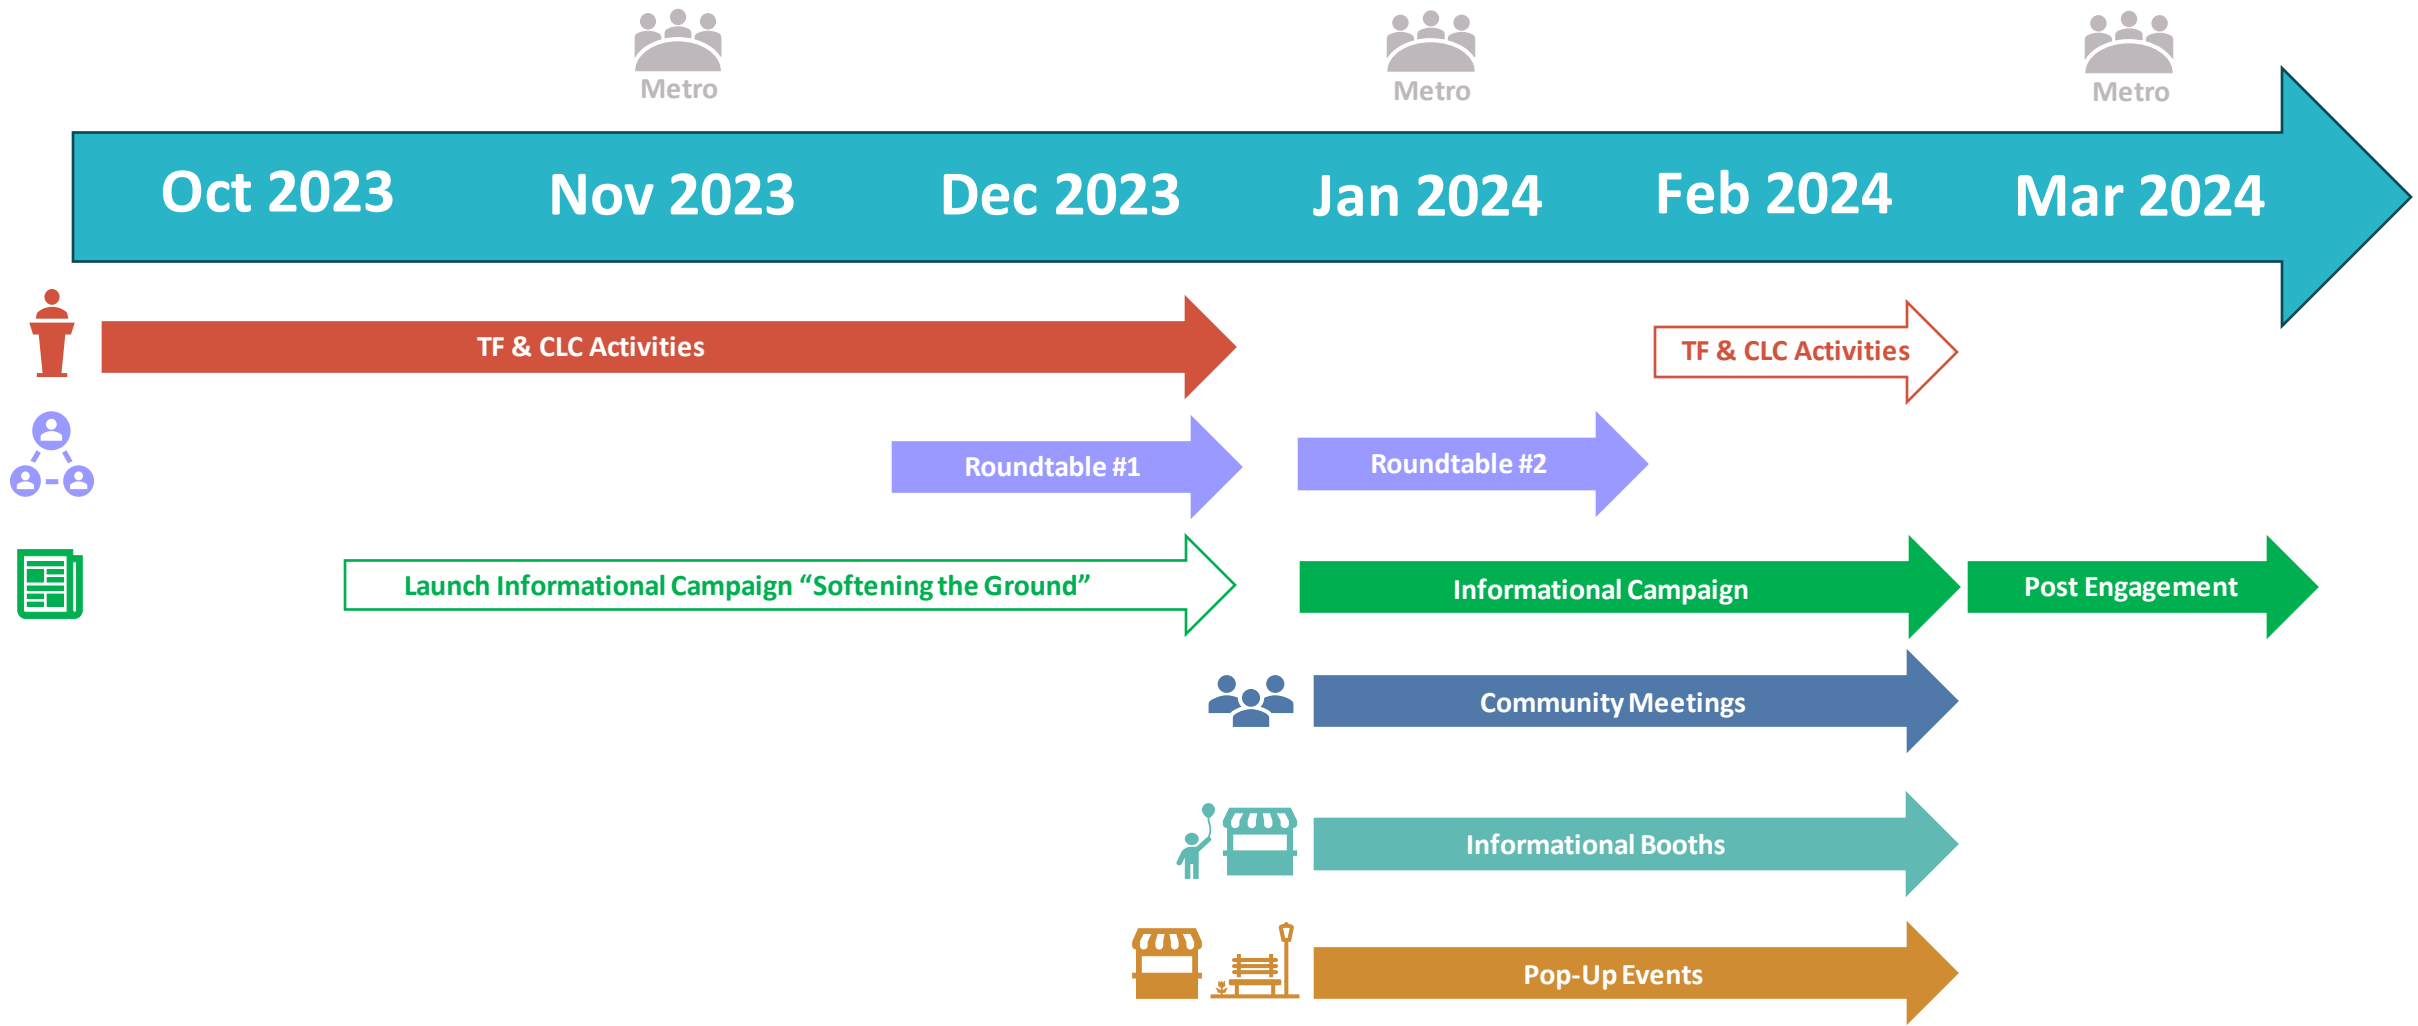 Metro
Metro
Metro
Oct 2023
Nov 2023
Dec 2023
Jan 2024
Feb 2024
Mar 2024
TF & CLC Activities
TF & CLC Activities
Roundtable #1
Roundtable #2
Launch Informational Campaign “Softening the Ground”
Informational Campaign
Post Engagement
Community Meetings
Informational Booths
Pop-Up Events